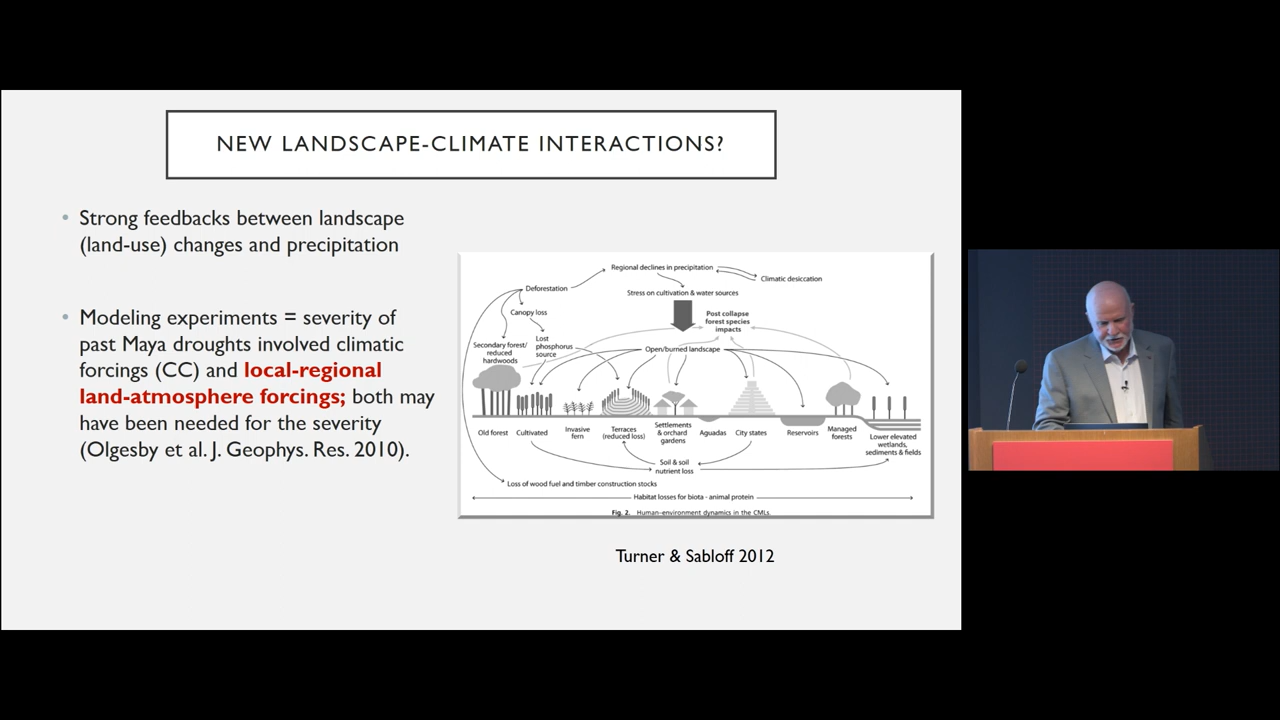 NEW LANDSCAPE-CLIMATE INTERACTIONS?
• Strong feedbacks between landscape
(land-use) changes and precipitation
• Modeling experiments = severity of
past Maya droughts involved climatic
forcings (CC) and local-regional
land-atmosphere forcings; both may
have been needed for the severity
(Olgesby et al. J. Geophys. Res. 2010).
Regional declines in precipitation
Climatic desiccation
Deforestation
Stress on cultivation & water sources
Canopy loss
Post collapse
forest species
impacts
Secondary forest/
reduced
hardwoods
Lost
phosphorus
source
Open/burned landscape
Old forest
Cultivated
Invasive
fern
Terraces
(reduced loss)
Settlements
& orchard
gardens
Aguadas
City states
Reservoirs
Managed
forests
Lower elevated
wetlands,
sediments & fields
Soil & soil
nutrient loss
Loss of wood fuel and timber construction stocks
Habitat losses for biota - animal protein
Fig. 2. Human–environment dynamics in the CMLs.
Turner & Sabloff 2012